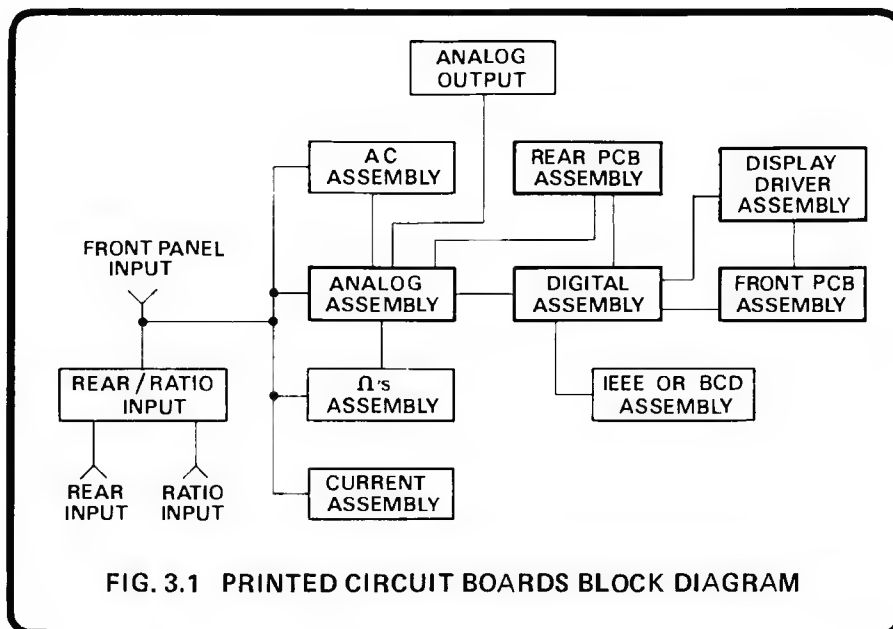 ANALOG
OUTPUT
AC
ASSEMBLY
REAR PCB
ASSEMBLY
DISPLAY
DRIVER
ASSEMBLY
FRONT PANEL
INPUT
ANALOG
ASSEMBLY
DIGITAL
ASSEMBLY
FRONT PCB
ASSEMBLY
REAR/RATIO
INPUT
Ω's
ASSEMBLY
IEEE OR BCD
ASSEMBLY
REAR
INPUT
RATIO
INPUT
CURRENT
ASSEMBLY
FIG. 3.1 PRINTED CIRCUIT BOARDS BLOCK DIAGRAM